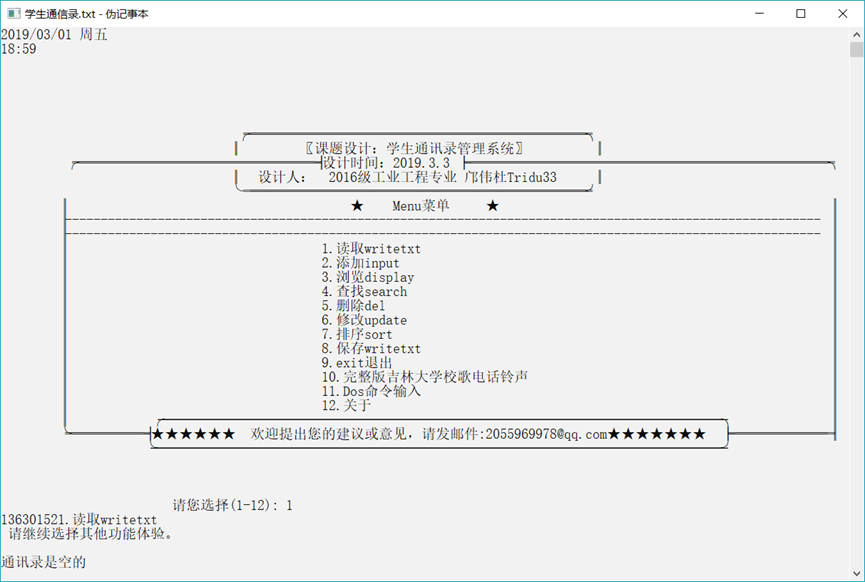 学生通信录.txt - 伪记事本
2019/03/01 周五
18:59
〖课题设计：学生通讯录管理系统〗
设计时间：2019.3.3
设计人： 2016级工业工程专业 邝伟杜Tridu33
★ Menu菜单 ★
1.读取writetxt
2.添加input
3.浏览display
4.查找search
5.删除del
6.修改update
7.排序sort
8.保存writetxt
9.exit退出
10.完整版吉林大学校歌电话铃声
11.Dos命令输入
12.关于
★★★★★★ 欢迎提出您的建议或意见，请发邮件:2055969978@qq.com★★★★★★★
请您选择(1-12): 1
136301521.读取writetxt
请继续选择其他功能体验。
通讯录是空的